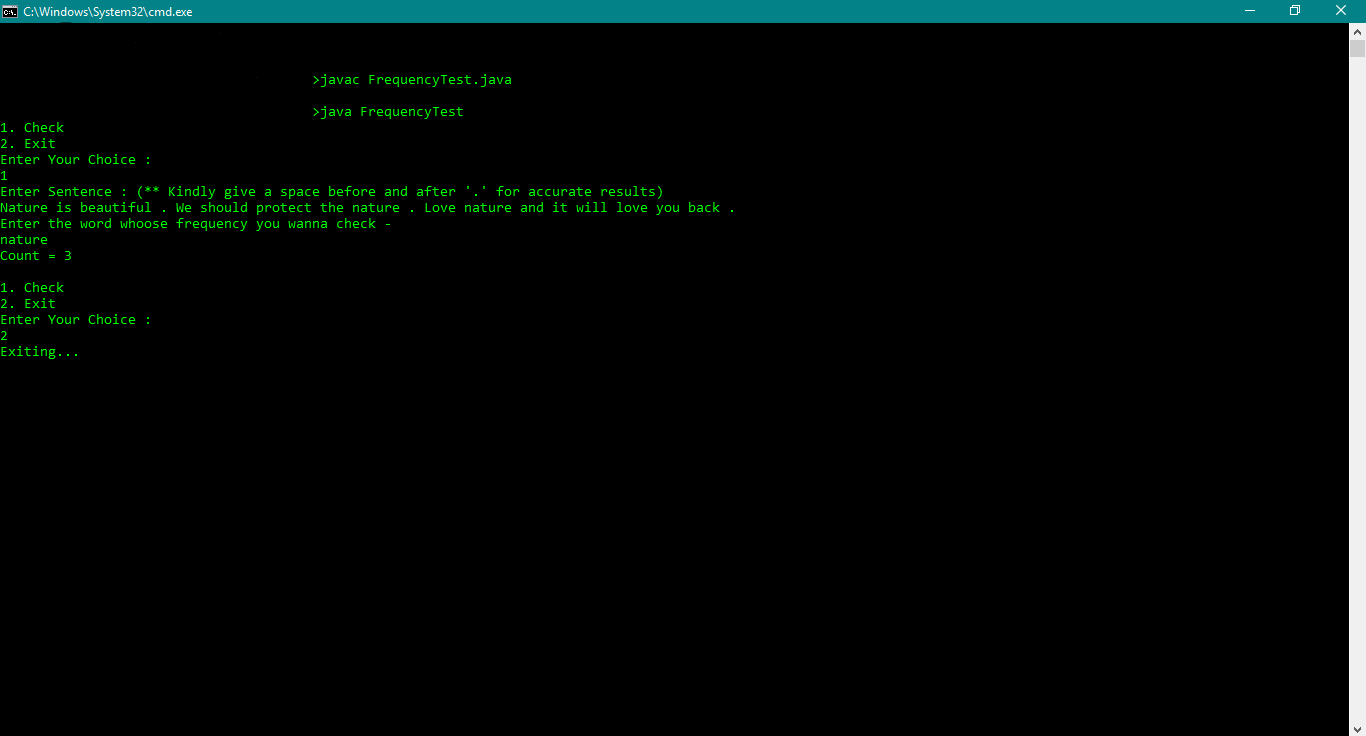 C:\Windows\System32\cmd.exe
>javac FrequencyTest.java
>java FrequencyTest
1. Check
2. Exit
Enter Your Choice :
1
Enter Sentence : (** Kindly give a space before and after '.' for accurate results)
Nature is beautiful . We should protect the nature . Love nature and it will love you back .
Enter the word whoose frequency you wanna check -
nature
Count = 3
1. Check
2. Exit
Enter Your Choice :
2
Exiting...